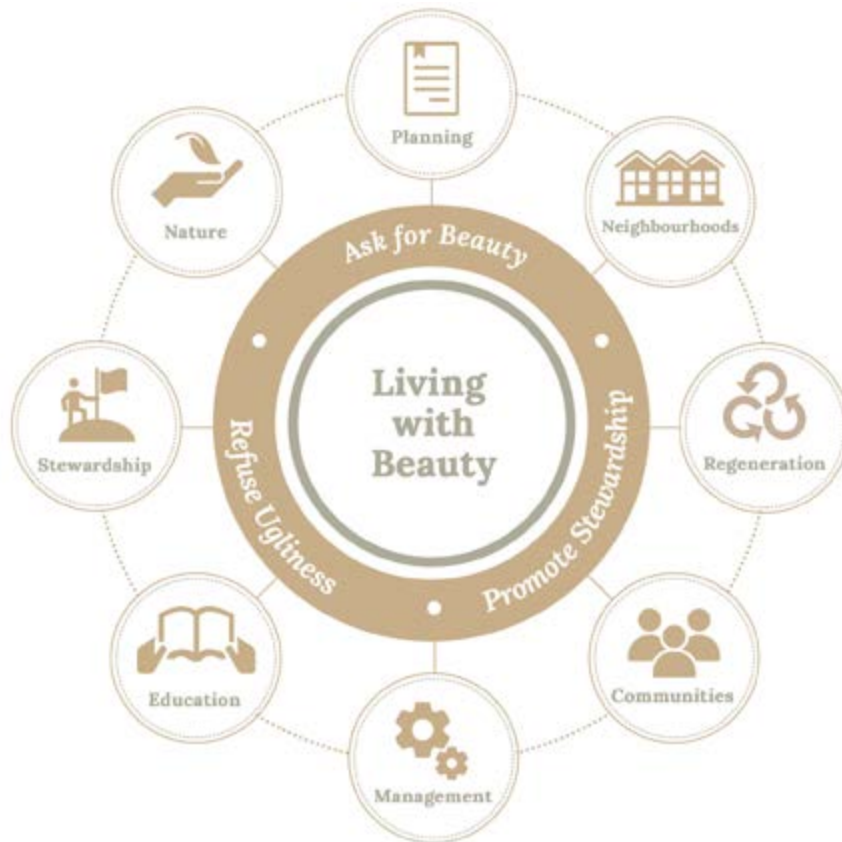 Planning
Neighbourhoods
Regeneration
Communities
Management
Education
Stewardship
Nature
Ask for Beauty
Promote Stewardship
Refuse Ugliness
Living
with
Beauty